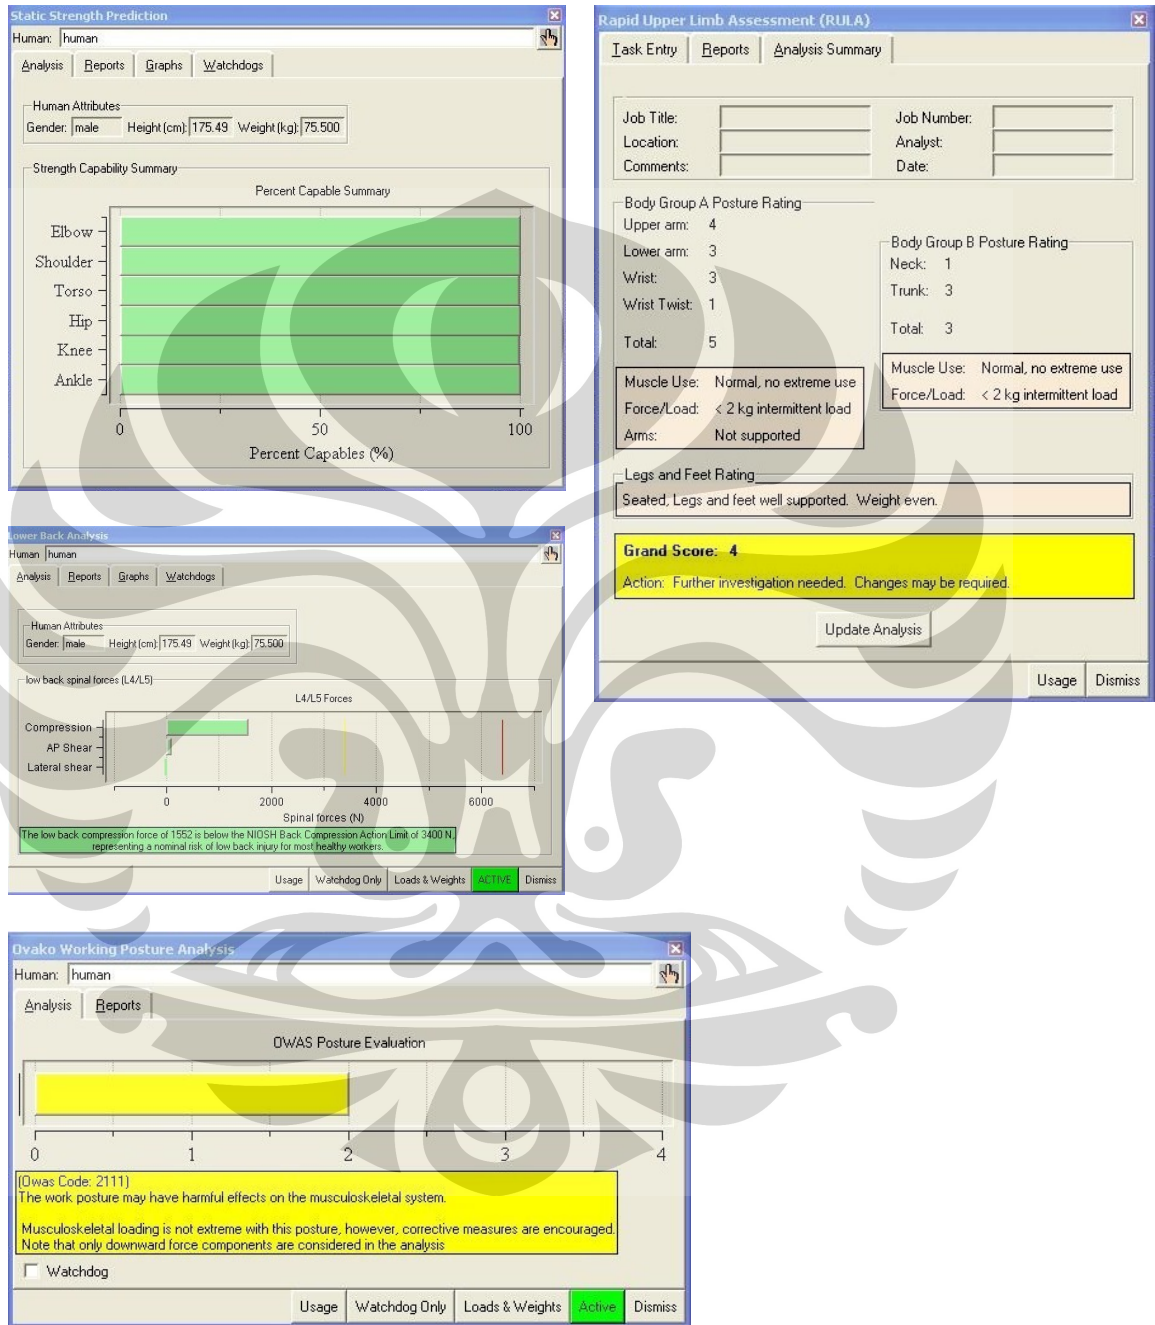 Static Strength Prediction
Human: human
Analysis Reports Graphs Watchdogs
Human Attributes
Gender: male Height(cm): 175.49 Weight(kg): 75.500
Strength Capability Summary
Percent Capable Summary
Elbow
Shoulder
Torso
Hip
Knee
Ankle
0 50 100
Percent Capables (%)
Rapid Upper Limb Assessment (RULA)
Task Entry Reports Analysis Summary
Job Title: Job Number:
Location: Analyst:
Comments: Date:
Body Group A Posture Rating
Upper arm: 4
Lower arm: 3
Wrist: 3
Wrist Twist: 1
Total: 5
Muscle Use: Normal, no extreme use
Force/Load: < 2 kg intermittent load
Arms: Not supported
Body Group B Posture Rating
Neck: 1
Trunk: 3
Total: 3
Muscle Use: Normal, no extreme use
Force/Load: < 2 kg intermittent load
Legs and Feet Rating
Seated, Legs and feet well supported. Weight even.
Grand Score: 4
Action: Further investigation needed. Changes may be required.
Update Analysis
Usage Dismiss
Lower Back Analysis
Human human
Analysis Reports Graphs Watchdogs
Human Attributes
Gender: male Height(cm): 175.49 Weight(kg): 75.500
low back spinal forces (L4/L5)
L4/L5 Forces
Compression
AP Shear
Lateral shear
0 2000 4000 6000
Spinal forces (N)
The low back compression force of 1552 is below the NIOSH Back Compression Action Limit of 3400 N,
representing a nominal risk of low back injury for most healthy workers.
Usage Watchdog Only Loads & Weights ACTIVE Dismiss
Ovako Working Posture Analysis
Human: human
Analysis Reports
OWAS Posture Evaluation
0 1 2 3 4
(Owas Code: 2111)
The work posture may have harmful effects on the musculoskeletal system.
Musculoskeletal loading is not extreme with this posture, however, corrective measures are encouraged.
Note that only downward force components are considered in the analysis
Watchdog
Usage Watchdog Only Loads & Weights Active Dismiss